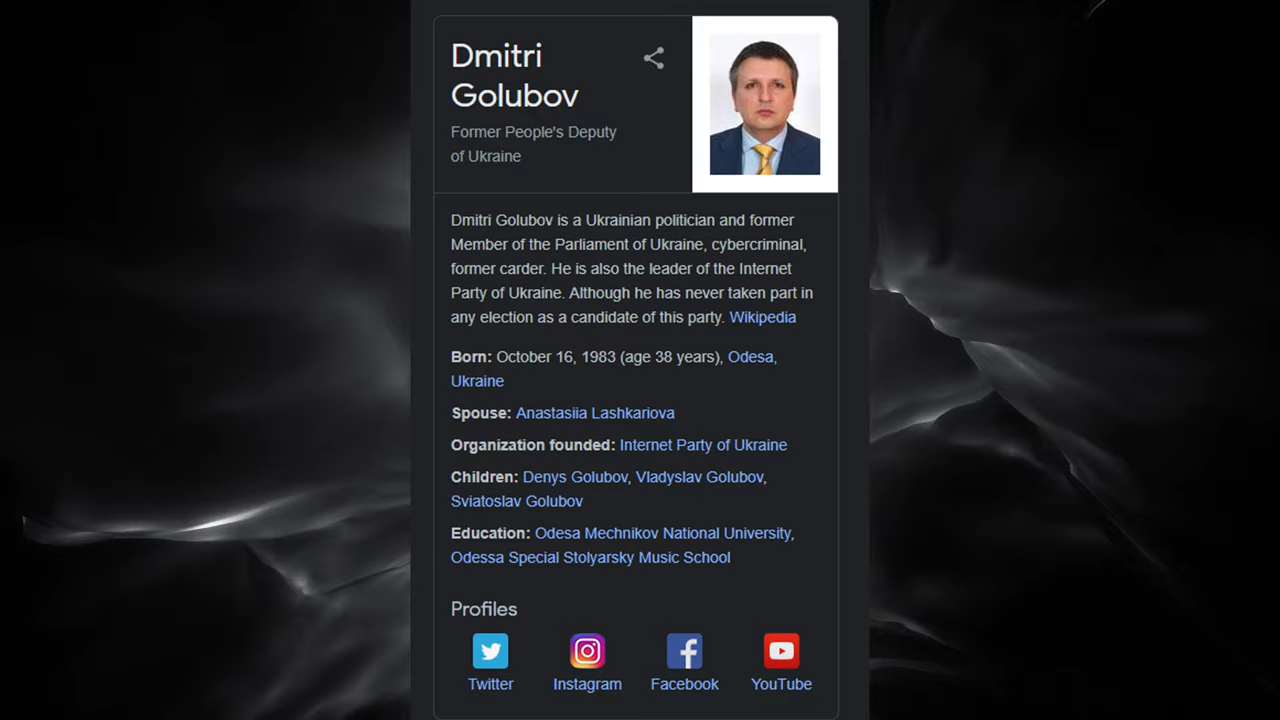 Dmitri
Golubov
Former People's Deputy
of Ukraine
Dmitri Golubov is a Ukrainian politician and former
Member of the Parliament of Ukraine, cybercriminal,
former carder. He is also the leader of the Internet
Party of Ukraine. Although he has never taken part in
any election as a candidate of this party. Wikipedia
Born: October 16, 1983 (age 38 years), Odesa,
Ukraine
Spouse: Anastasiia Lashkariova
Organization founded: Internet Party of Ukraine
Children: Denys Golubov, Vladyslav Golubov,
Sviatoslav Golubov
Education: Odesa Mechnikov National University,
Odessa Special Stolyarsky Music School
Profiles
Twitter Instagram Facebook YouTube